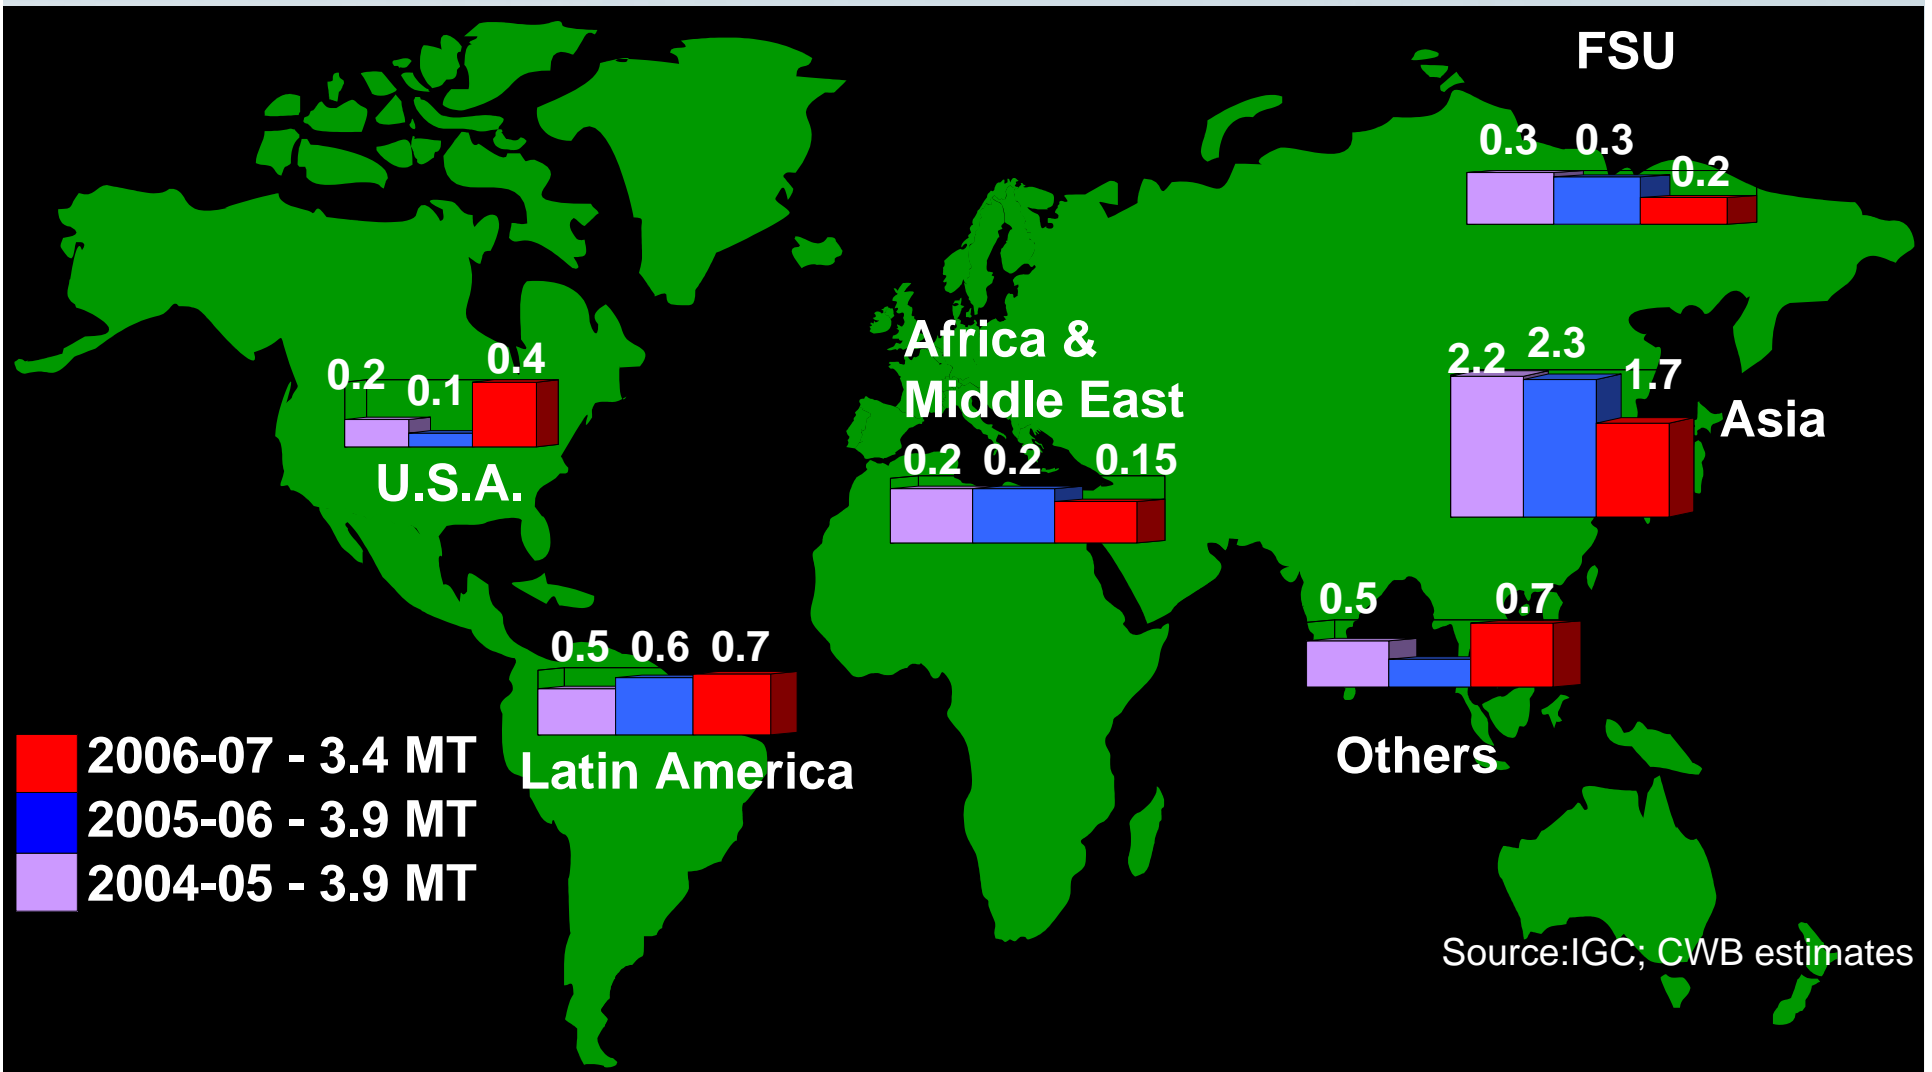 FSU
0.3 0.3 0.2
Africa &
Middle East
0.2 0.2 0.15
0.2 0.1 0.4
U.S.A.
2.2 2.3 1.7
Asia
0.5 0.6 0.7
Latin America
0.5 0.7
Others
2006-07 - 3.4 MT
2005-06 - 3.9 MT
2004-05 - 3.9 MT
Source:IGC; CWB estimates